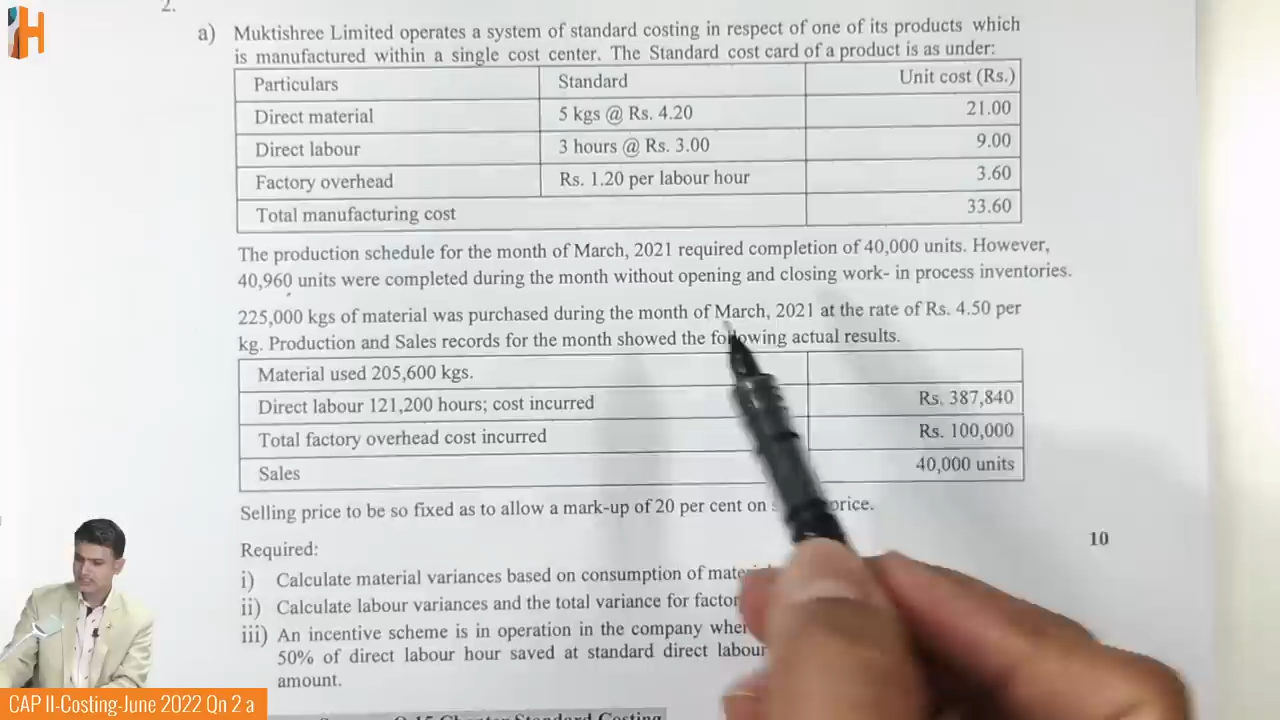 H
2.
a) Muktishree Limited operates a system of standard costing in respect of one of its products which
is manufactured within a single cost center. The Standard cost card of a product is as under:
Particulars Standard Unit cost (Rs.)
Direct material 5 kgs @ Rs. 4.20 21.00
Direct labour 3 hours @ Rs. 3.00 9.00
Factory overhead Rs. 1.20 per labour hour 3.60
Total manufacturing cost 33.60
The production schedule for the month of March, 2021 required completion of 40,000 units. However,
40,960 units were completed during the month without opening and closing work- in process inventories.
225,000 kgs of material was purchased during the month of March, 2021 at the rate of Rs. 4.50 per
kg. Production and Sales records for the month showed the following actual results.
Material used 205,600 kgs.
Direct labour 121,200 hours; cost incurred Rs. 387,840
Total factory overhead cost incurred Rs. 100,000
Sales 40,000 units
Selling price to be so fixed as to allow a mark-up of 20 per cent on price.
10
Required:
i) Calculate material variances based on consumption of
ii) Calculate labour variances and the total variance for
iii) An incentive scheme is in operation in the company
50% of direct labour hour saved at standard direct labour
amount.
Q.15 Chapter Standard Costing
CAP II-Costing-June 2022 Qn 2 a